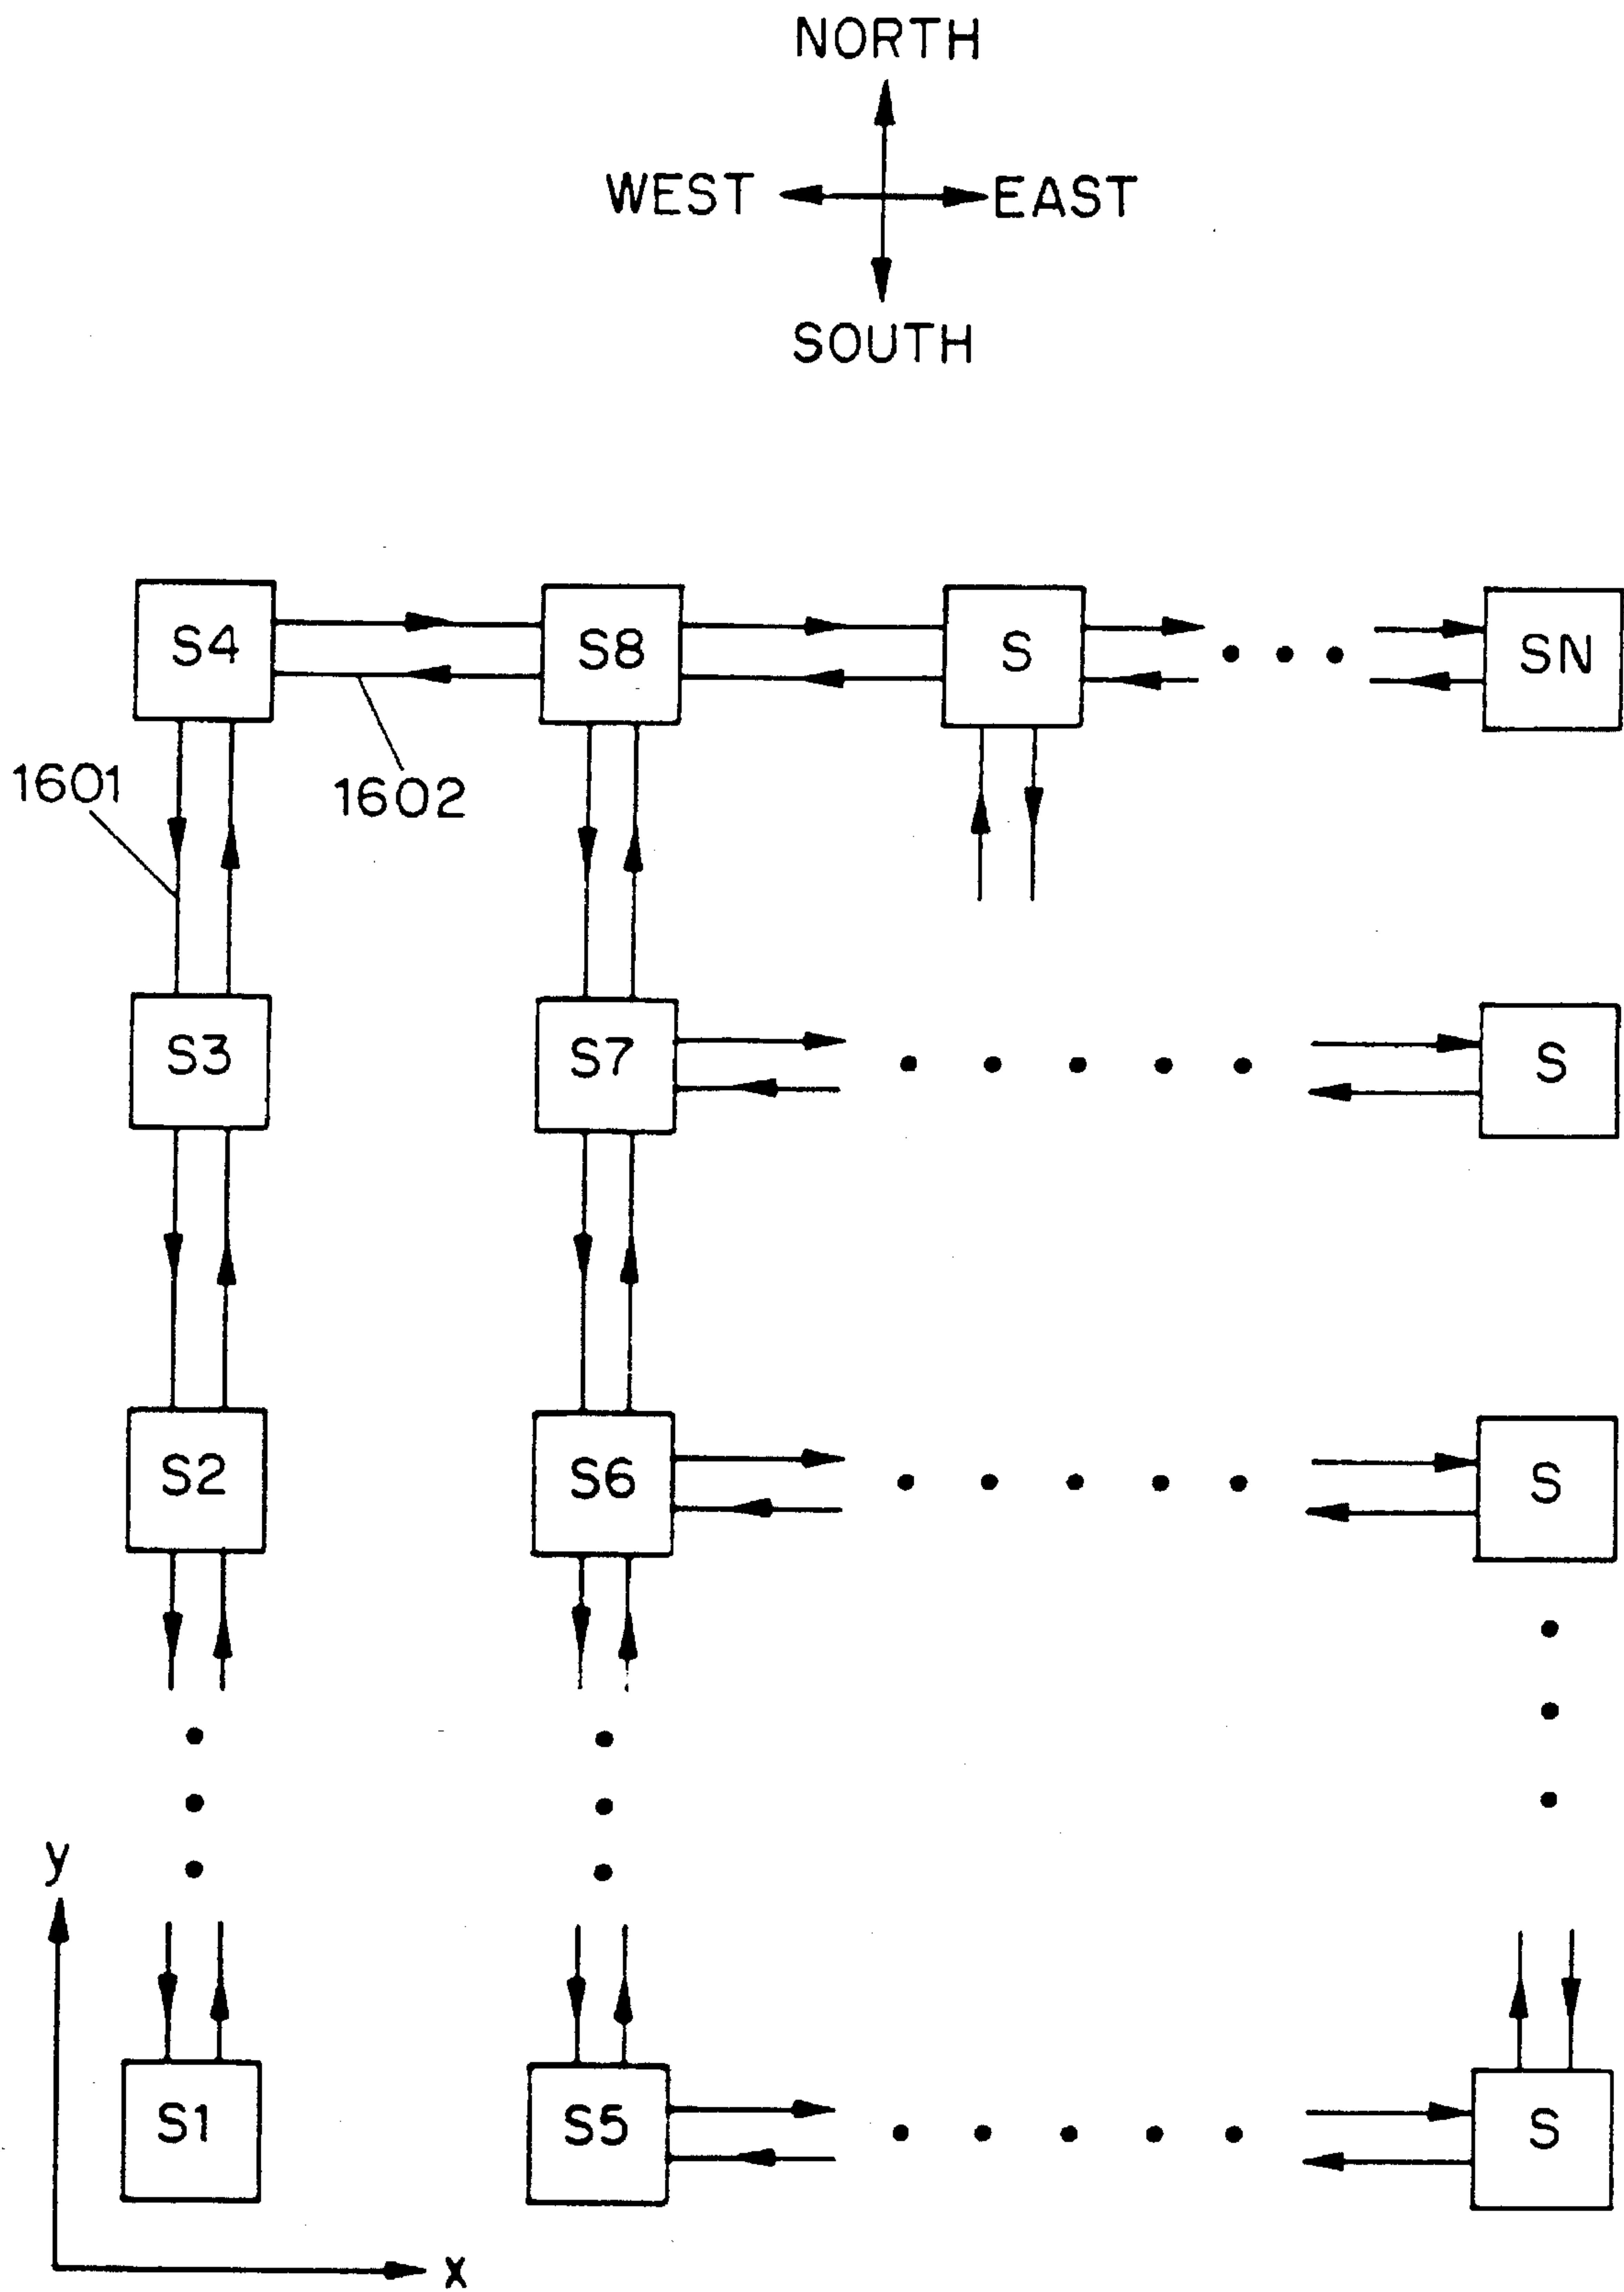 NORTH
WEST EAST
SOUTH
S4 S8 S SN
1601 1602
S3 S7 S
S2 S6 S
y
S1 S5 S
x